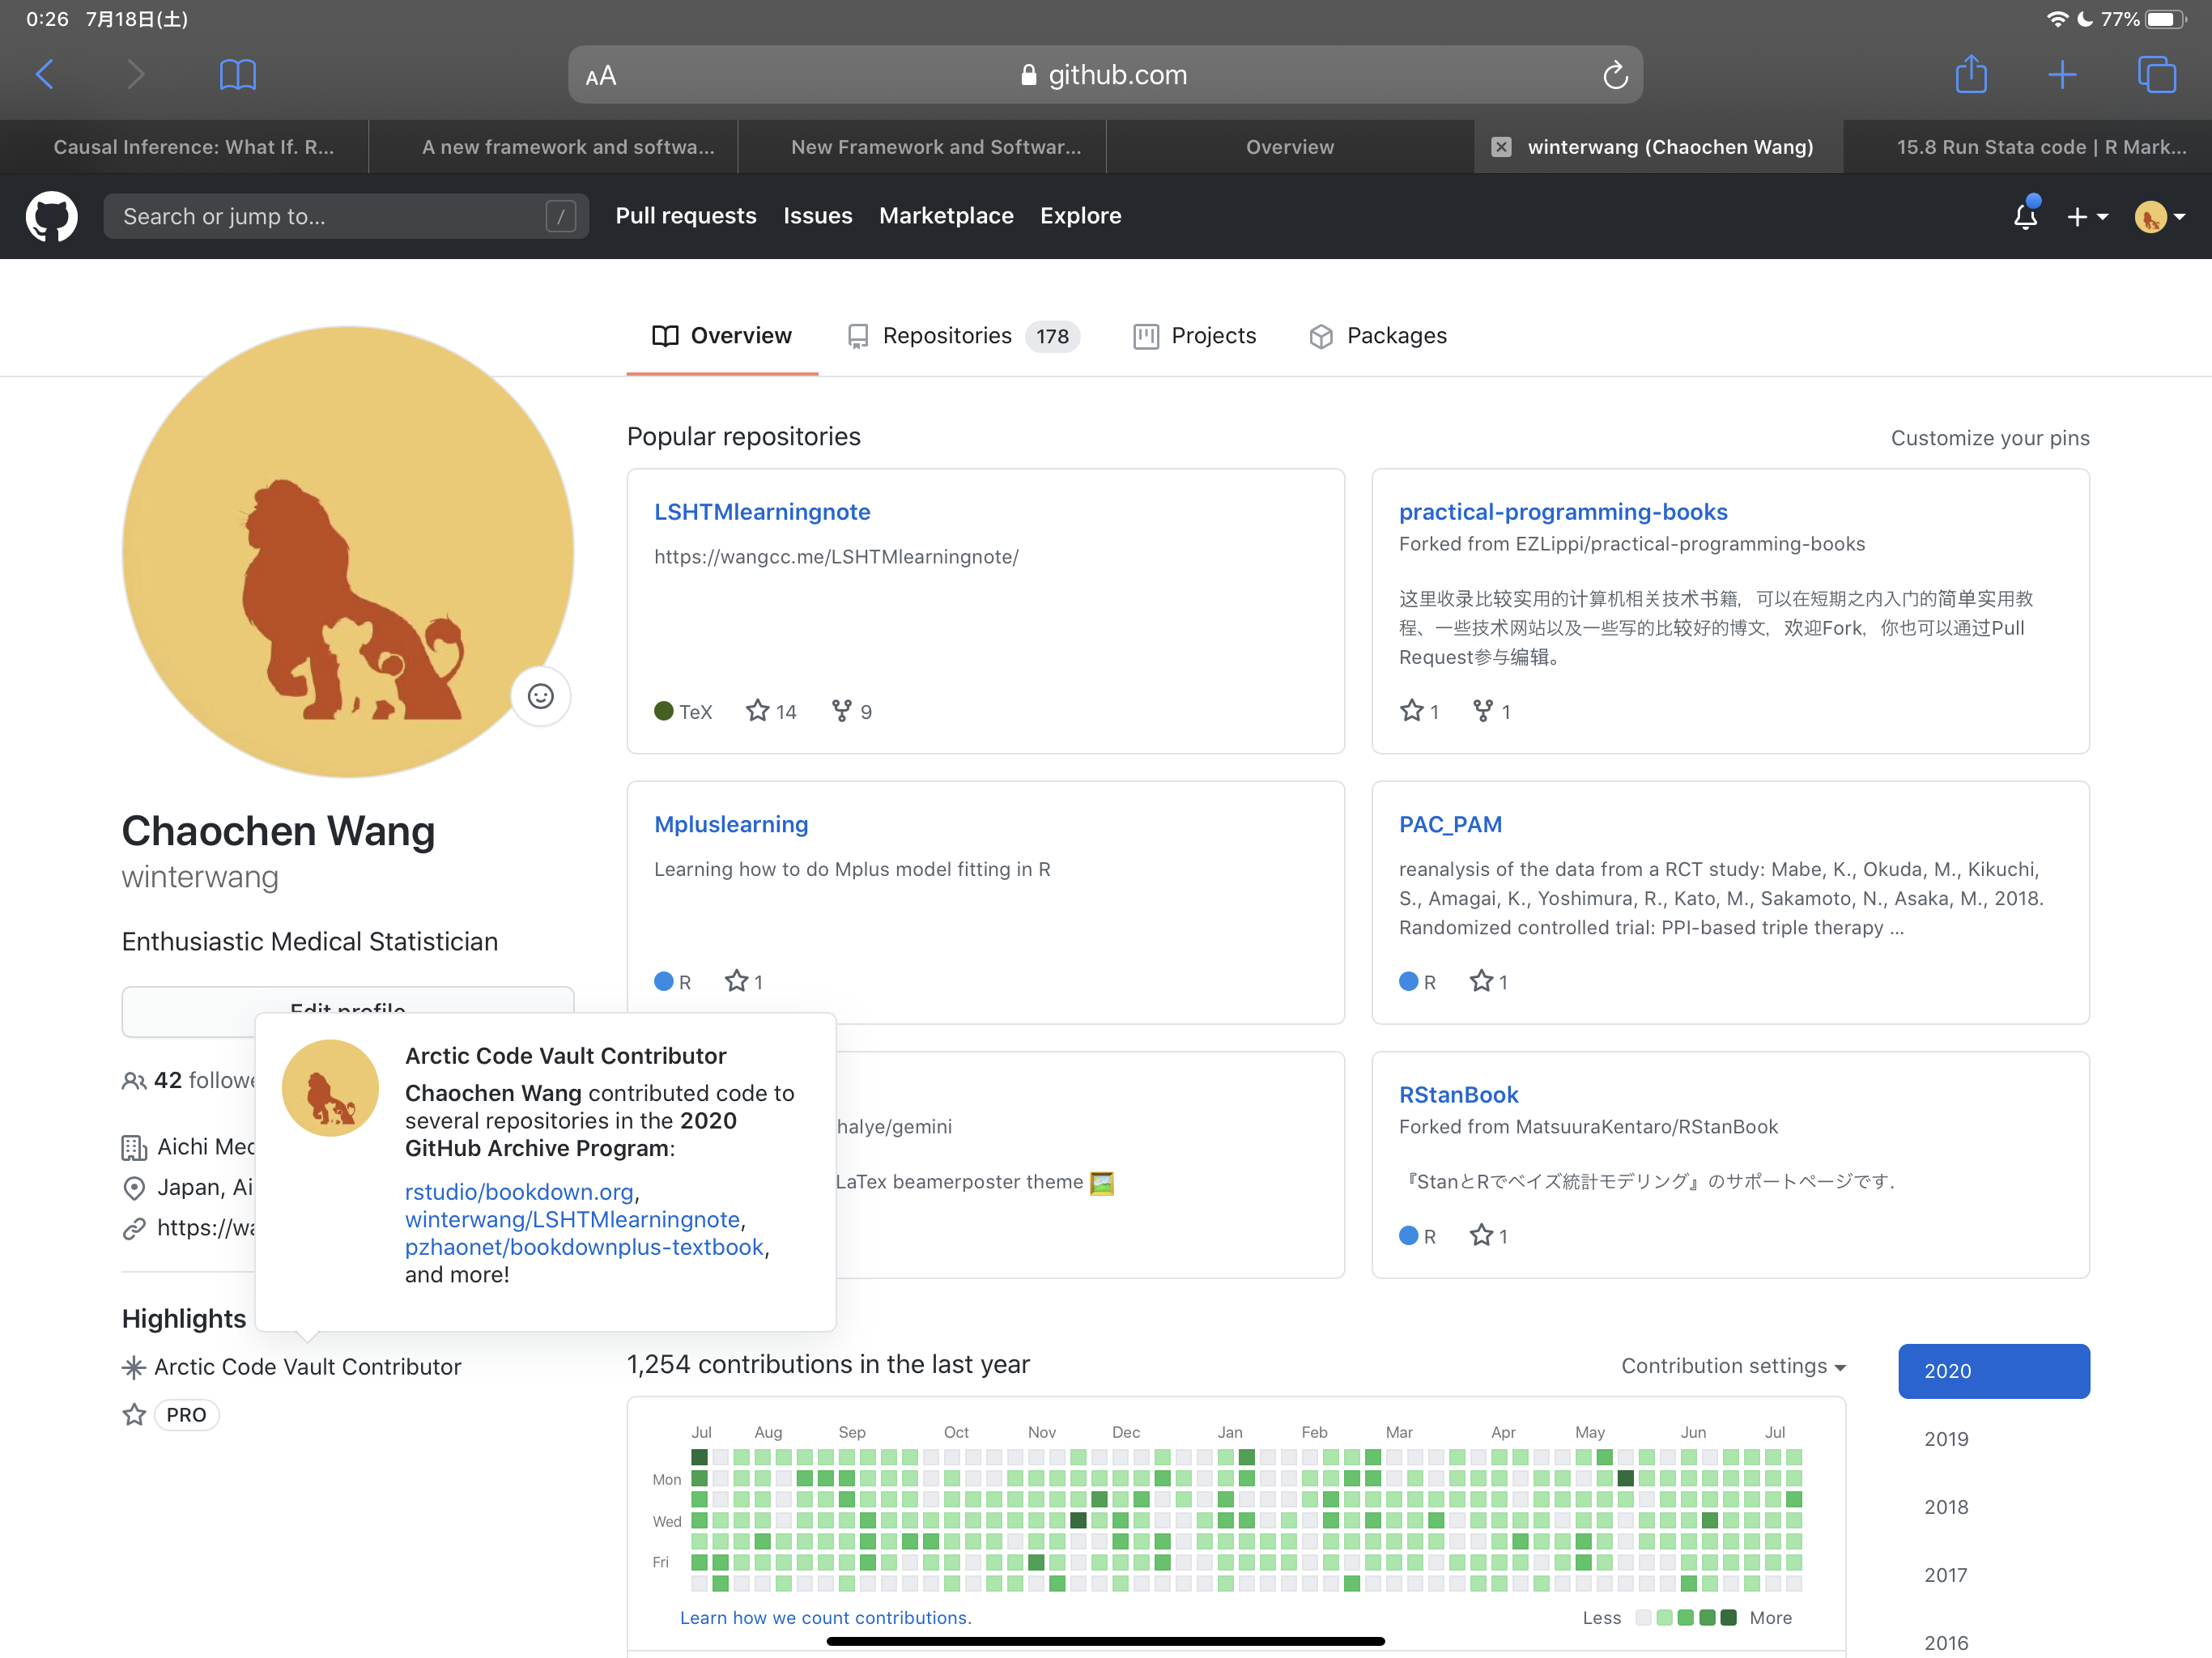 0:26 7月18日(土)
77%
AA
github.com
Causal Inference: What If. R...
A new framework and softwa...
New Framework and Softwar...
Overview
winterwang (Chaochen Wang)
15.8 Run Stata code | R Mark...
Search or jump to...
/
Pull requests
Issues
Marketplace
Explore
Overview
Repositories 178
Projects
Packages
Popular repositories
Customize your pins
LSHTMlearningnote
https://wangcc.me/LSHTMlearningnote/
TeX 14 9
practical-programming-books
Forked from EZLippi/practical-programming-books
这里收录比较实用的计算机相关技术书籍，可以在短期之内入门的简单实用教
程、一些技术网站以及一些写的比较好的博文，欢迎Fork，你也可以通过Pull
Request参与编辑。
1 1
Chaochen Wang
winterwang
Enthusiastic Medical Statistician
Edit profile
Mpluslearning
Learning how to do Mplus model fitting in R
R 1
PAC_PAM
reanalysis of the data from a RCT study: Mabe, K., Okuda, M., Kikuchi,
S., Amagai, K., Yoshimura, R., Kato, M., Sakamoto, N., Asaka, M., 2018.
Randomized controlled trial: PPI-based triple therapy ...
R 1
42 followe
Aichi Med
Japan, Ai
https://wa
Arctic Code Vault Contributor
Chaochen Wang contributed code to
several repositories in the 2020
GitHub Archive Program:
rstudio/bookdown.org,
winterwang/LSHTMlearningnote,
pzhaonet/bookdownplus-textbook,
and more!
halye/gemini
LaTex beamerposter theme
RStanBook
Forked from MatsuuraKentaro/RStanBook
『StanとRでベイズ統計モデリング』のサポートページです.
R 1
Highlights
Arctic Code Vault Contributor
PRO
1,254 contributions in the last year
Contribution settings
2020
2019
2018
2017
2016
Jul Aug Sep Oct Nov Dec Jan Feb Mar Apr May Jun Jul
Mon
Wed
Fri
Learn how we count contributions.
Less More